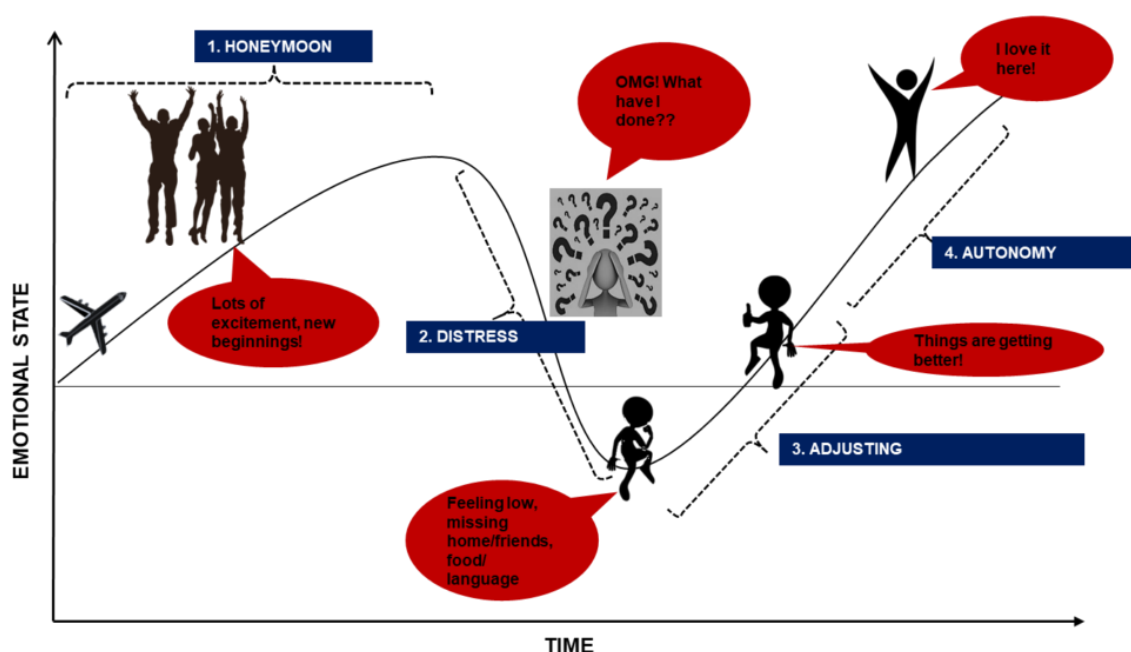 1. HONEYMOON
I love it
here!
OMG! What
have I
done??
Lots of
excitement, new
beginnings!
4. AUTONOMY
2. DISTRESS
Things are getting
better!
3. ADJUSTING
Feeling low,
missing
home/friends,
food/
language
EMOTIONAL STATE
TIME